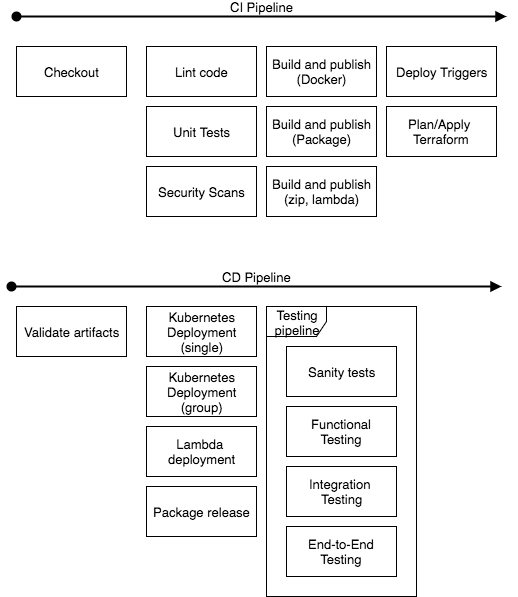 CI Pipeline
Checkout
Lint code
Build and publish
(Docker)
Deploy Triggers
Unit Tests
Build and publish
(Package)
Plan/Apply
Terraform
Security Scans
Build and publish
(zip, lambda)
CD Pipeline
Validate artifacts
Kubernetes
Deployment
(single)
Kubernetes
Deployment
(group)
Lambda
deployment
Package release
Testing
pipeline
Sanity tests
Functional
Testing
Integration
Testing
End-to-End
Testing